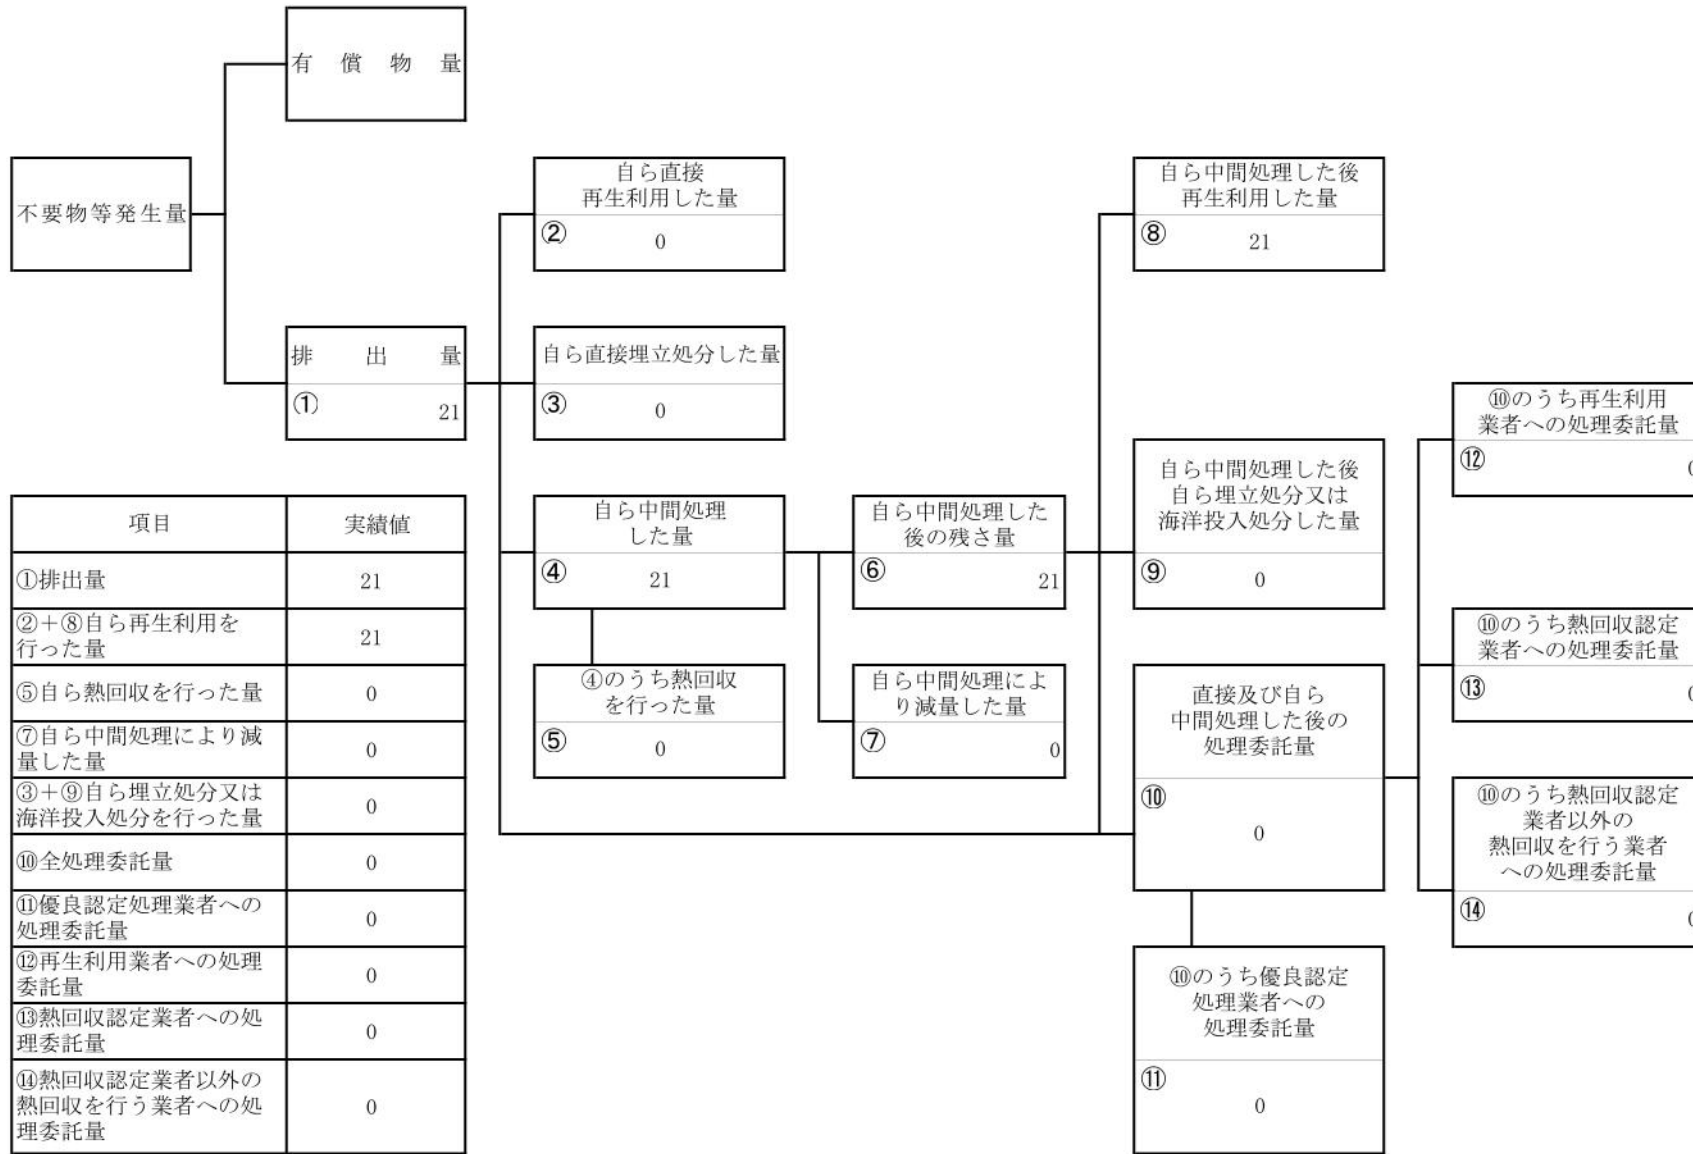 有償物量
不要物等発生量
排出量
①
21
自ら直接
再生利用した量
②
0
自ら直接埋立処分した量
③
0
自ら中間処理
した量
④
21
④のうち熱回収
を行った量
⑤
0
自ら中間処理した
後の残さ量
⑥
21
自ら中間処理によ
り減量した量
⑦
0
自ら中間処理した後
再生利用した量
⑧
21
自ら中間処理した後
自ら埋立処分又は
海洋投入処分した量
⑨
0
直接及び自ら
中間処理した後の
処理委託量
⑩
0
⑩のうち優良認定
処理業者への
処理委託量
⑪
0
⑩のうち再生利用
業者への処理委託量
⑫
0
⑩のうち熱回収認定
業者への処理委託量
⑬
0
⑩のうち熱回収認定
業者以外の
熱回収を行う業者
への処理委託量
⑭
0
項目 実績値
①排出量 21
②＋⑧自ら再生利用を
行った量 21
⑤自ら熱回収を行った量 0
⑦自ら中間処理により減
量した量 0
③＋⑨自ら埋立処分又は
海洋投入処分を行った量 0
⑩全処理委託量 0
⑪優良認定処理業者への
処理委託量 0
⑫再生利用業者への処理
委託量 0
⑬熱回収認定業者への処
理委託量 0
⑭熱回収認定業者以外の
熱回収を行う業者への処
理委託量 0